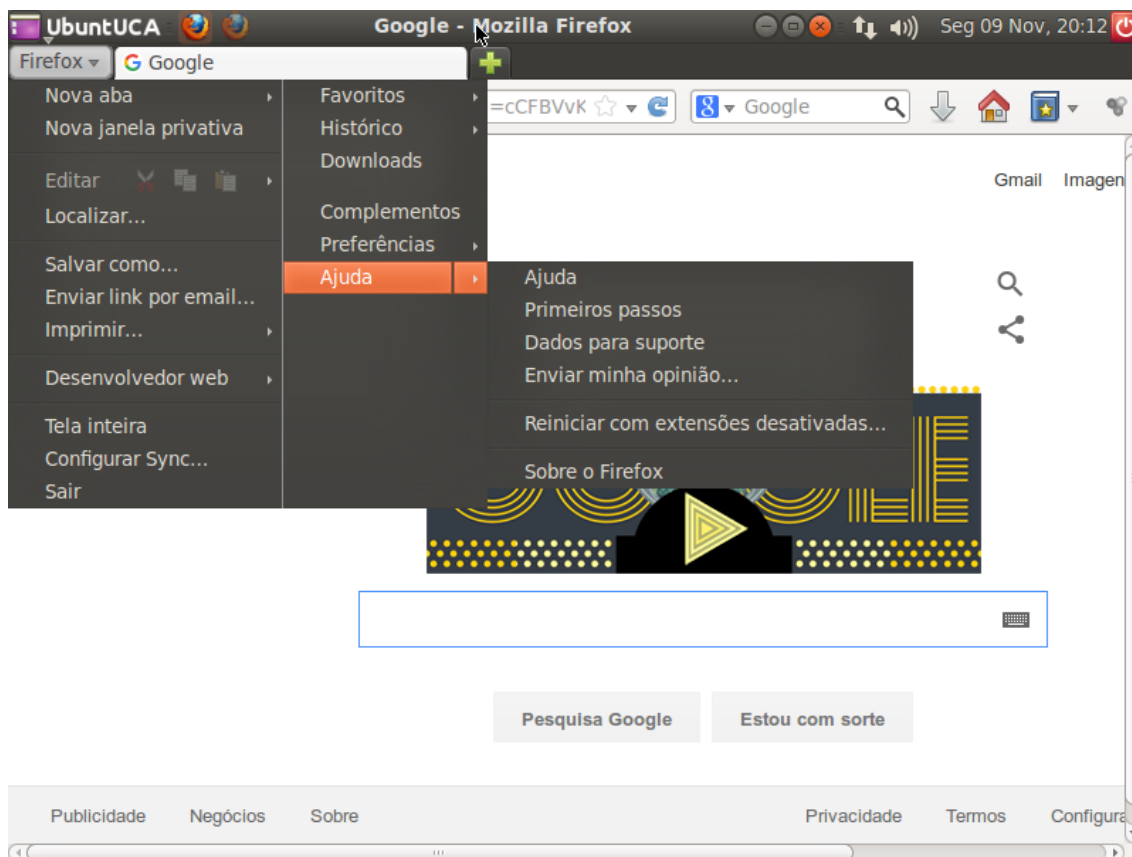 UbuntUCA Google - Mozilla Firefox Seg 09 Nov, 20:12
Firefox Google
=cCFBVvK Google
Nova aba
Nova janela privativa
Editar
Localizar...
Salvar como...
Enviar link por email...
Imprimir...
Desenvolvedor web
Tela inteira
Configurar Sync...
Sair
Favoritos
Histórico
Downloads
Complementos
Preferências
Ajuda
Ajuda
Primeiros passos
Dados para suporte
Enviar minha opinião...
Reiniciar com extensões desativadas...
Sobre o Firefox
Gmail Imagen
Pesquisa Google Estou com sorte
Publicidade Negócios Sobre Privacidade Termos Configura